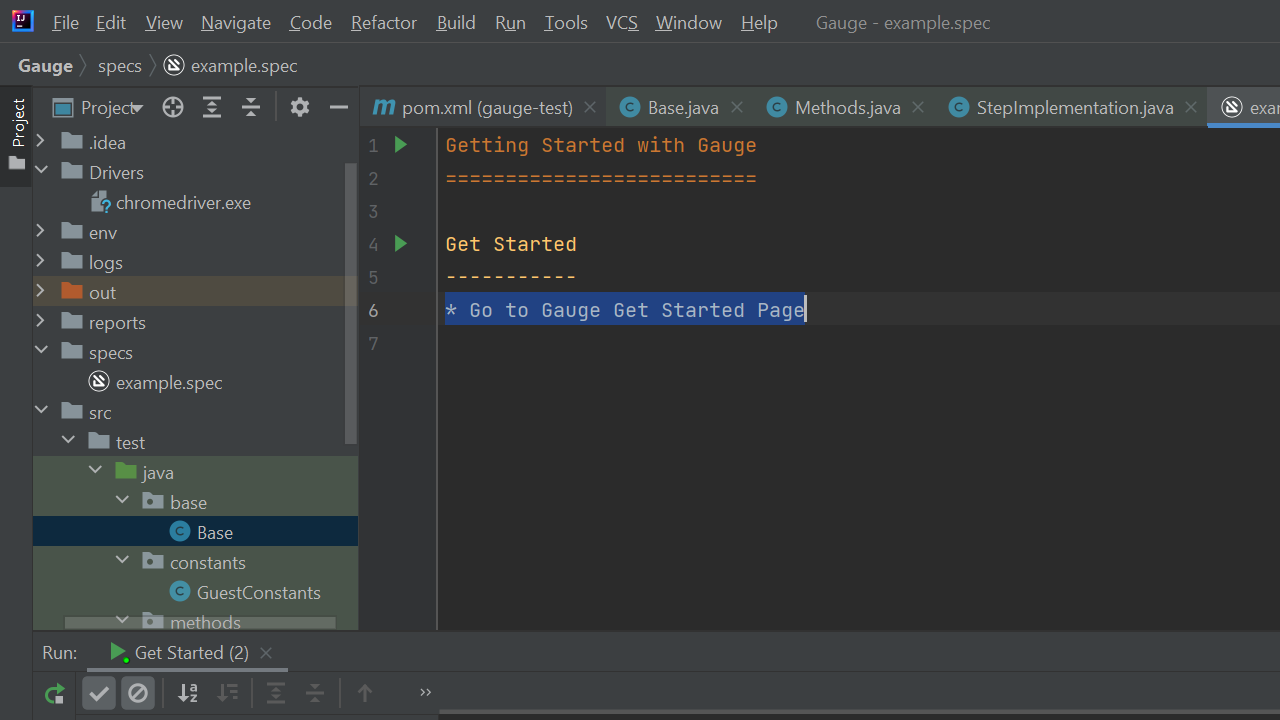 File Edit View Navigate Code Refactor Build Run Tools VCS Window Help Gauge - example.spec
Gauge specs example.spec
Project
Project
pom.xml (gauge-test) Base.java Methods.java StepImplementation.java
.idea
Drivers
chromedriver.exe
env
logs
out
reports
specs
example.spec
src
test
java
base
Base
constants
GuestConstants
methods
1 Getting Started with Gauge
2 ==========================
3
4 Get Started
5 -----------
6 * Go to Gauge Get Started Page
7
Run: Get Started (2)